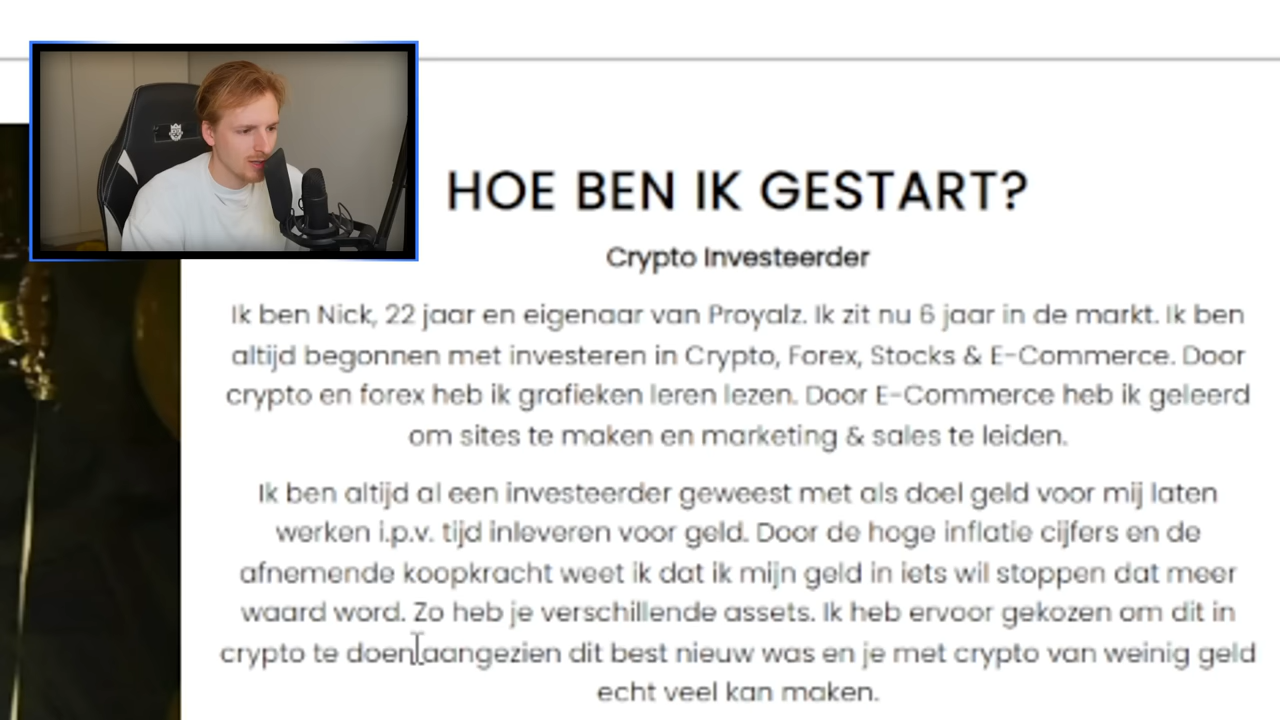 HOE BEN IK GESTART?
Crypto Investeerder
Ik ben Nick, 22 jaar en eigenaar van Proyalz. Ik zit nu 6 jaar in de markt. Ik ben
altijd begonnen met investeren in Crypto, Forex, Stocks & E-Commerce. Door
crypto en forex heb ik grafieken leren lezen. Door E-Commerce heb ik geleerd
om sites te maken en marketing & sales te leiden.
Ik ben altijd al een investeerder geweest met als doel geld voor mij laten
werken i.p.v. tijd inleveren voor geld. Door de hoge inflatie cijfers en de
afnemende koopkracht weet ik dat ik mijn geld in iets wil stoppen dat meer
waard word. Zo heb je verschillende assets. Ik heb ervoor gekozen om dit in
crypto te doen aangezien dit best nieuw was en je met crypto van weinig geld
echt veel kan maken.